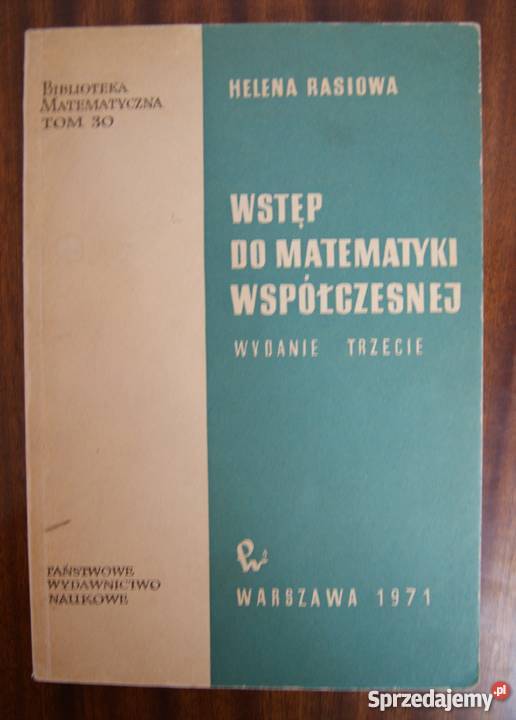 BIBLIOTEKA
MATEMATYCZNA
TOM 30
HELENA RASIOWA
WSTĘP
DO MATEMATYKI
WSPÓŁCZESNEJ
WYDANIE TRZECIE
PAŃSTWOWE
WYDAWNICTWO
NAUKOWE
WARSZAWA 1971
Sprzedajemy.pl